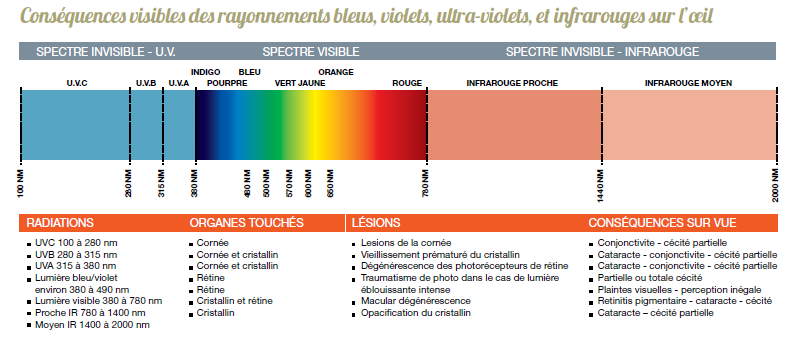 Conséquences visibles des rayonnements bleus, violets, ultra-violets, et infrarouges sur l'œil
SPECTRE INVISIBLE - U.V.
SPECTRE VISIBLE
SPECTRE INVISIBLE - INFRAROUGE
INDIGO BLEU ORANGE
U.V.C U.V.B U.V.A POURPRE VERT JAUNE ROUGE INFRAROUGE PROCHE INFRAROUGE MOYEN
100 NM
280 NM
315 NM
380 NM
460 NM
500 NM
570 NM
600 NM
650 NM
780 NM
1440 NM
2000 NM
RADIATIONS
UVC 100 à 280 nm
UVB 280 à 315 nm
UVA 315 à 380 nm
Lumière bleu/violet
environ 380 à 490 nm
Lumière visible 380 à 780 nm
Proche IR 780 à 1400 nm
Moyen IR 1400 à 2000 nm
ORGANES TOUCHÉS
Cornée
Cornée et cristallin
Cornée et cristallin
Rétine
Rétine
Cristallin et rétine
Cristallin
LÉSIONS
Lesions de la cornée
Vieillissement prématuré du cristallin
Dégénérescence des photorécepteurs de rétine
Traumatisme de photo dans le cas de lumière
éblouissante intense
Macular dégénérescence
Opacification du cristallin
CONSÉQUENCES SUR VUE
Conjonctivite - cécité partielle
Cataracte - conjonctivite - cécité partielle
Cataracte - conjonctivite - cécité partielle
Partielle ou totale cécité
Plaintes visuelles - perception inégale
Retinitis pigmentaire - cataracte - cécité
Cataracte – cécité partielle